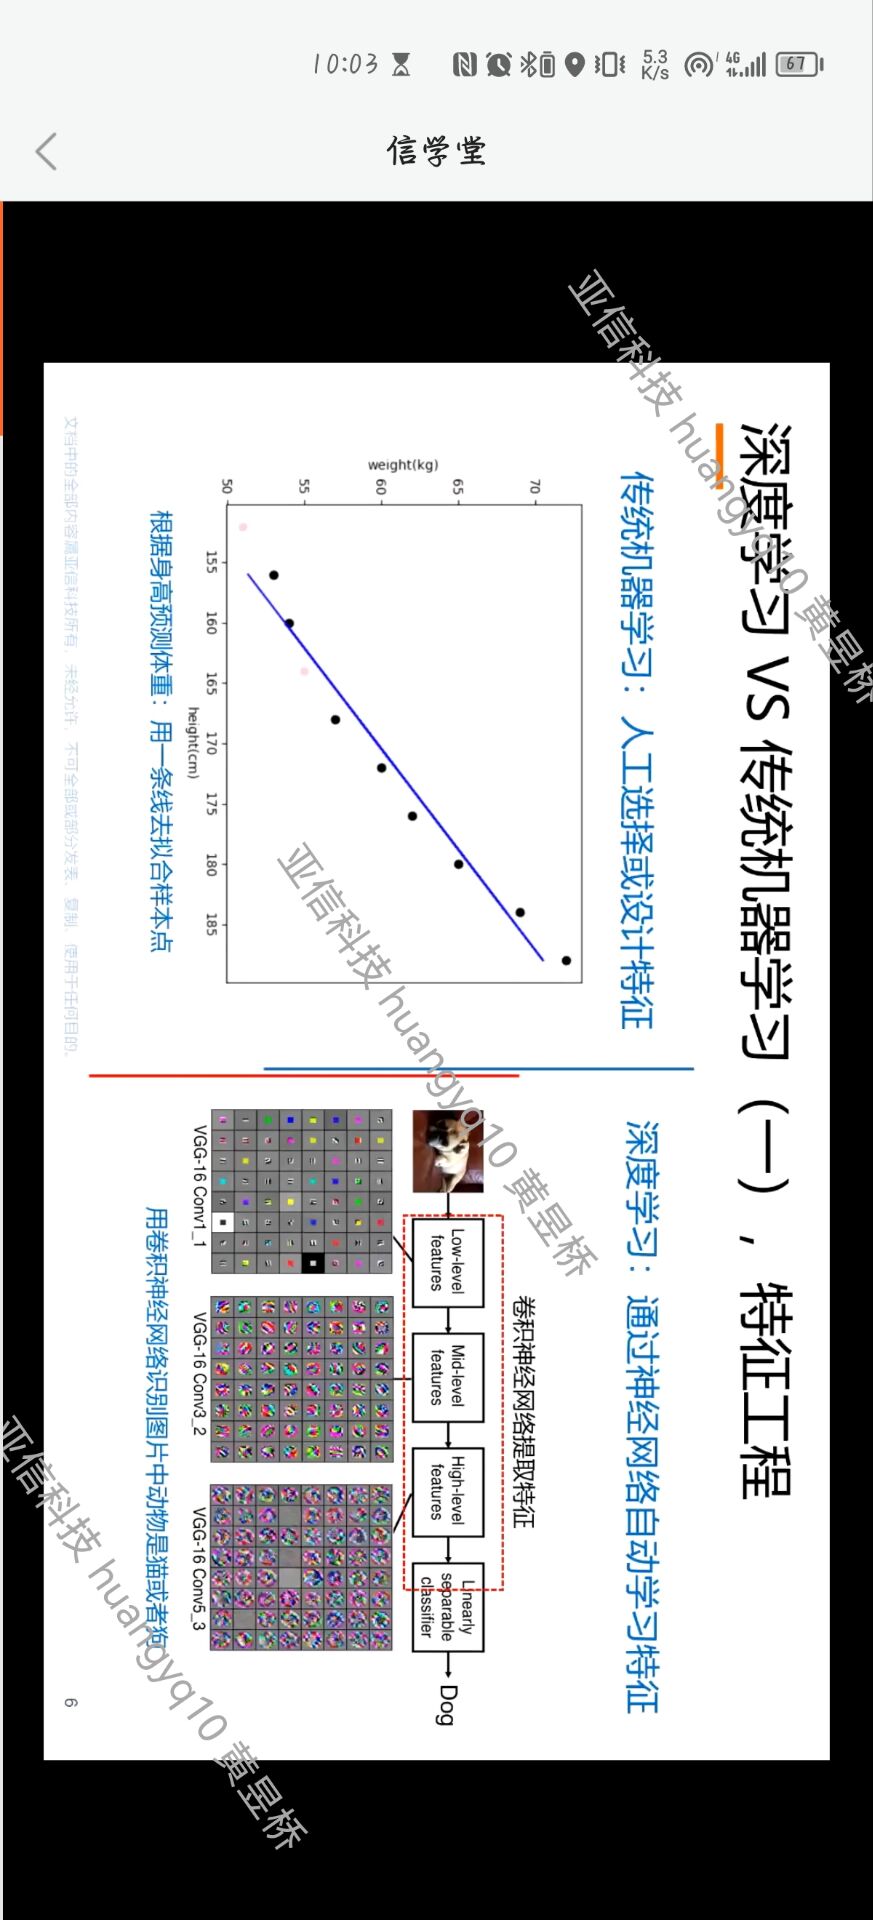 10:03
5.3
K/s
4G
67
信学堂
深度学习 VS 传统机器学习（一），特征工程
传统机器学习：人工选择或设计特征
weight(kg)
70
65
60
55
50
155
160
165
170
175
180
185
height(cm)
根据身高预测体重：用一条线去拟合样本点
深度学习：通过神经网络自动学习特征
卷积神经网络提取特征
Low-level
features
Mid-level
features
High-level
features
Linearly
separable
classifier
Dog
VGG-16 Conv1_1
VGG-16 Conv3_2
VGG-16 Conv5_3
用卷积神经网络识别图片中动物是猫或者狗
文档中的全部内容属亚信科技所有，未经允许，不可全部或部分发表、复制、使用于任何目的。
6
亚信科技 huangyq10 黄昱桥
亚信科技 huangyq10 黄昱桥
亚信科技 huangyq10 黄昱桥